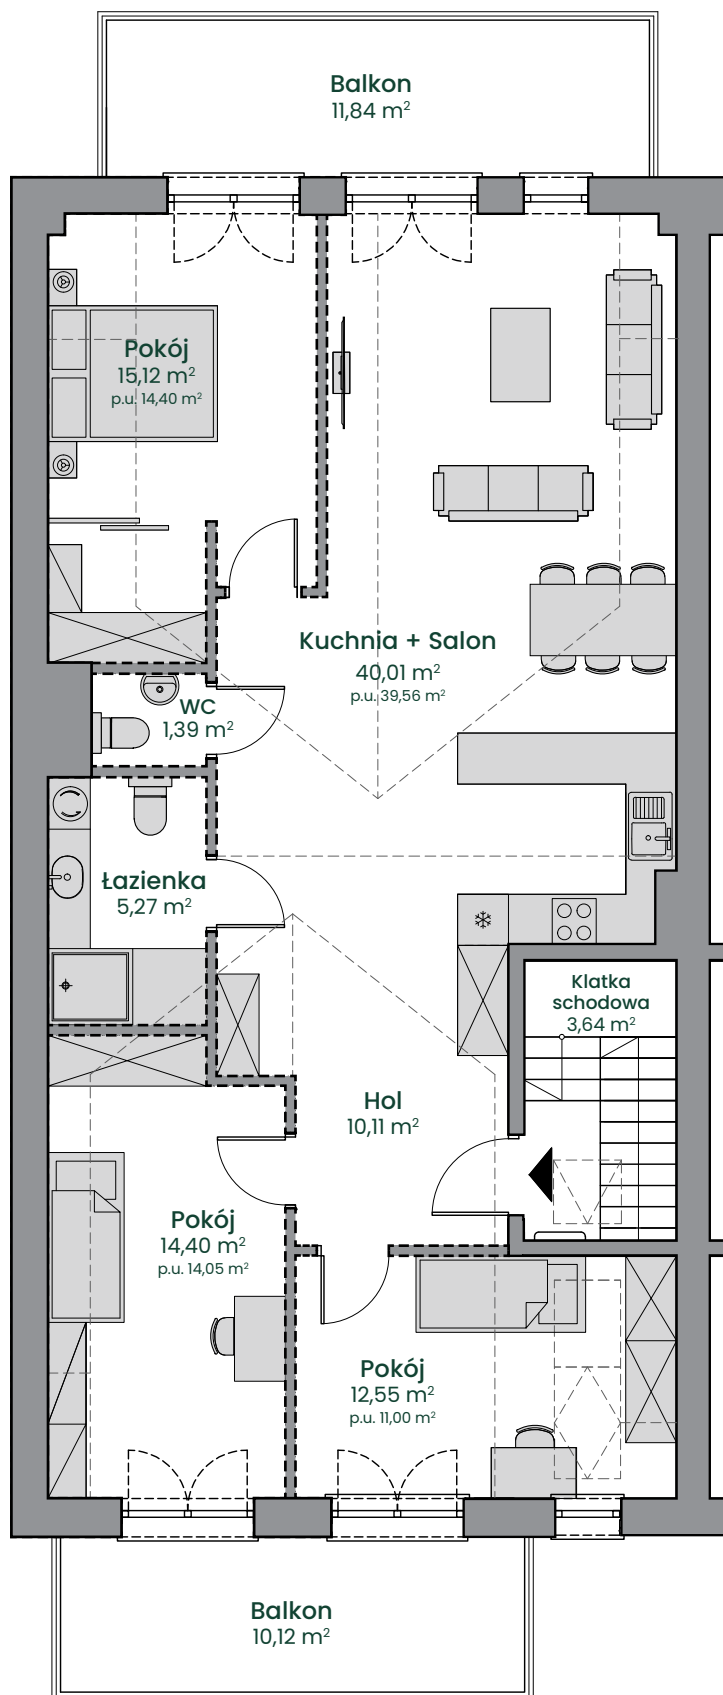 Balkon
11,84 m²
Pokój
15,12 m²
p.u. 14,40 m²
Kuchnia + Salon
40,01 m²
p.u. 39,56 m²
WC
1,39 m²
Łazienka
5,27 m²
Klatka
schodowa
3,64 m²
Hol
10,11 m²
Pokój
14,40 m²
p.u. 14,05 m²
Pokój
12,55 m²
p.u. 11,00 m²
Balkon
10,12 m²